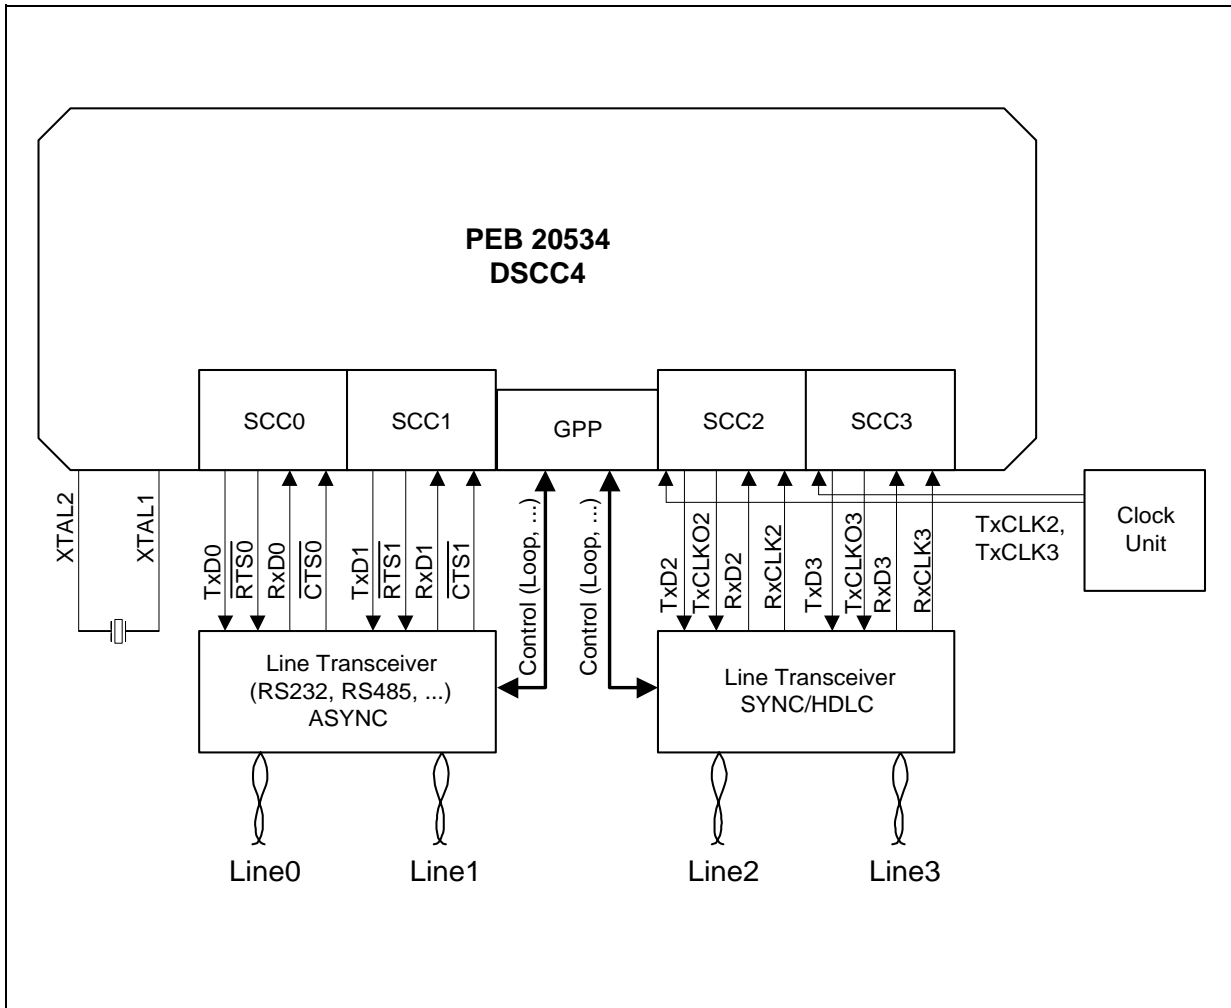 PEB 20534
DSCC4
SCC0
SCC1
GPP
SCC2
SCC3
XTAL2
XTAL1
TxD0
RTS0
RxD0
CTS0
TxD1
RTS1
RxD1
CTS1
Control (Loop, ...)
Control (Loop, ...)
TxD2
TxCLKO2
RxD2
RxCLK2
TxD3
TxCLKO3
RxD3
RxCLK3
TxCLK2,
TxCLK3
Clock
Unit
Line Transceiver
(RS232, RS485, ...)
ASYNC
Line Transceiver
SYNC/HDLC
Line0
Line1
Line2
Line3